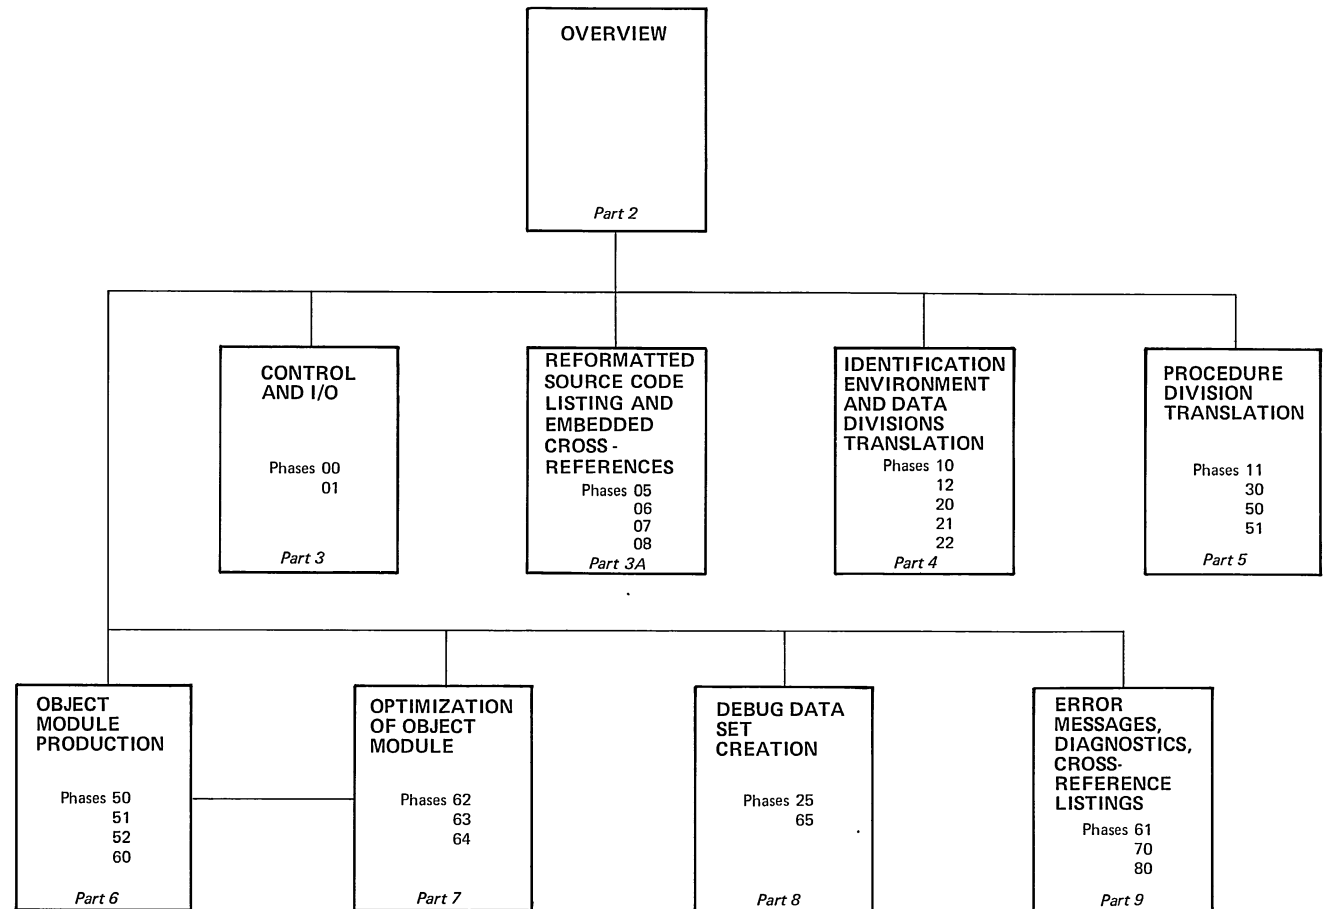 OVERVIEW
Part 2
CONTROL
AND I/O
Phases 00
01
Part 3
REFORMATTED
SOURCE CODE
LISTING AND
EMBEDDED
CROSS -
REFERENCES
Phases 05
06
07
08
Part 3A
IDENTIFICATION
ENVIRONMENT
AND DATA
DIVISIONS
TRANSLATION
Phases 10
12
20
21
22
Part 4
PROCEDURE
DIVISION
TRANSLATION
Phases 11
30
50
51
Part 5
OBJECT
MODULE
PRODUCTION
Phases 50
51
52
60
Part 6
OPTIMIZATION
OF OBJECT
MODULE
Phases 62
63
64
Part 7
DEBUG DATA
SET
CREATION
Phases 25
65
Part 8
ERROR
MESSAGES,
DIAGNOSTICS,
CROSS-
REFERENCE
LISTINGS
Phases 61
70
80
Part 9